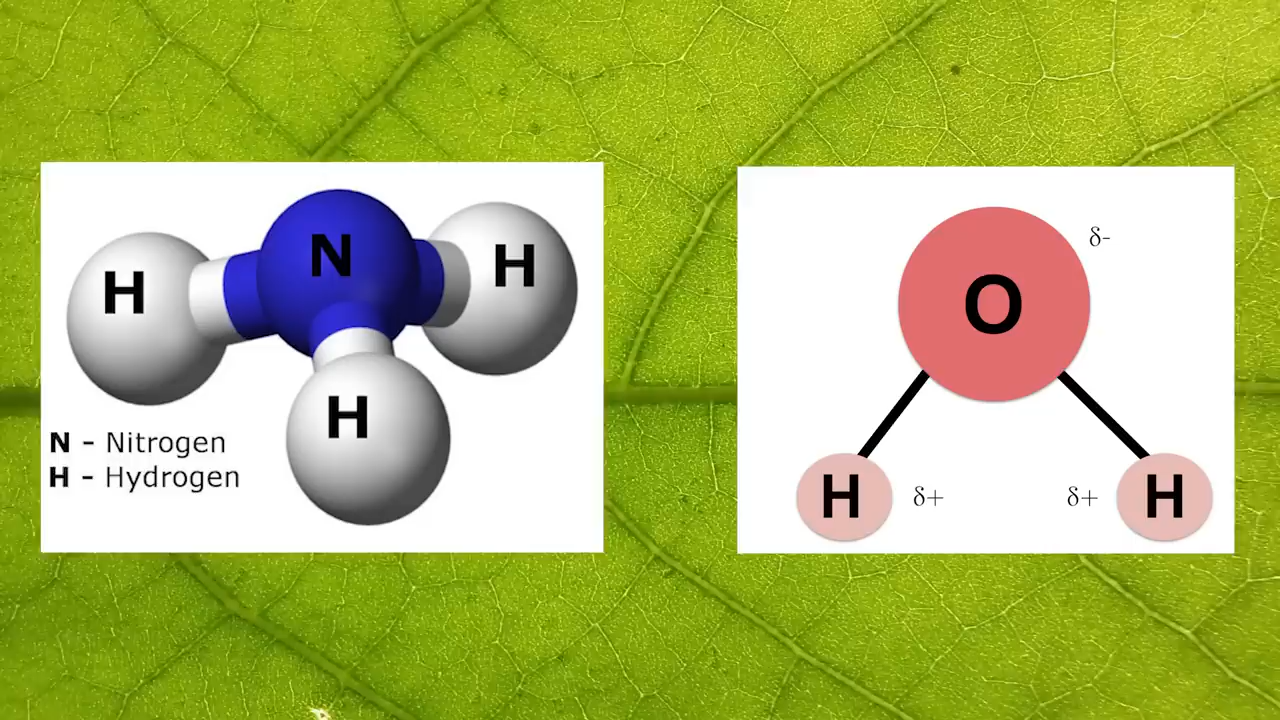 N
H
H
H
N - Nitrogen
H - Hydrogen
δ-
O
H
δ+
δ+
H